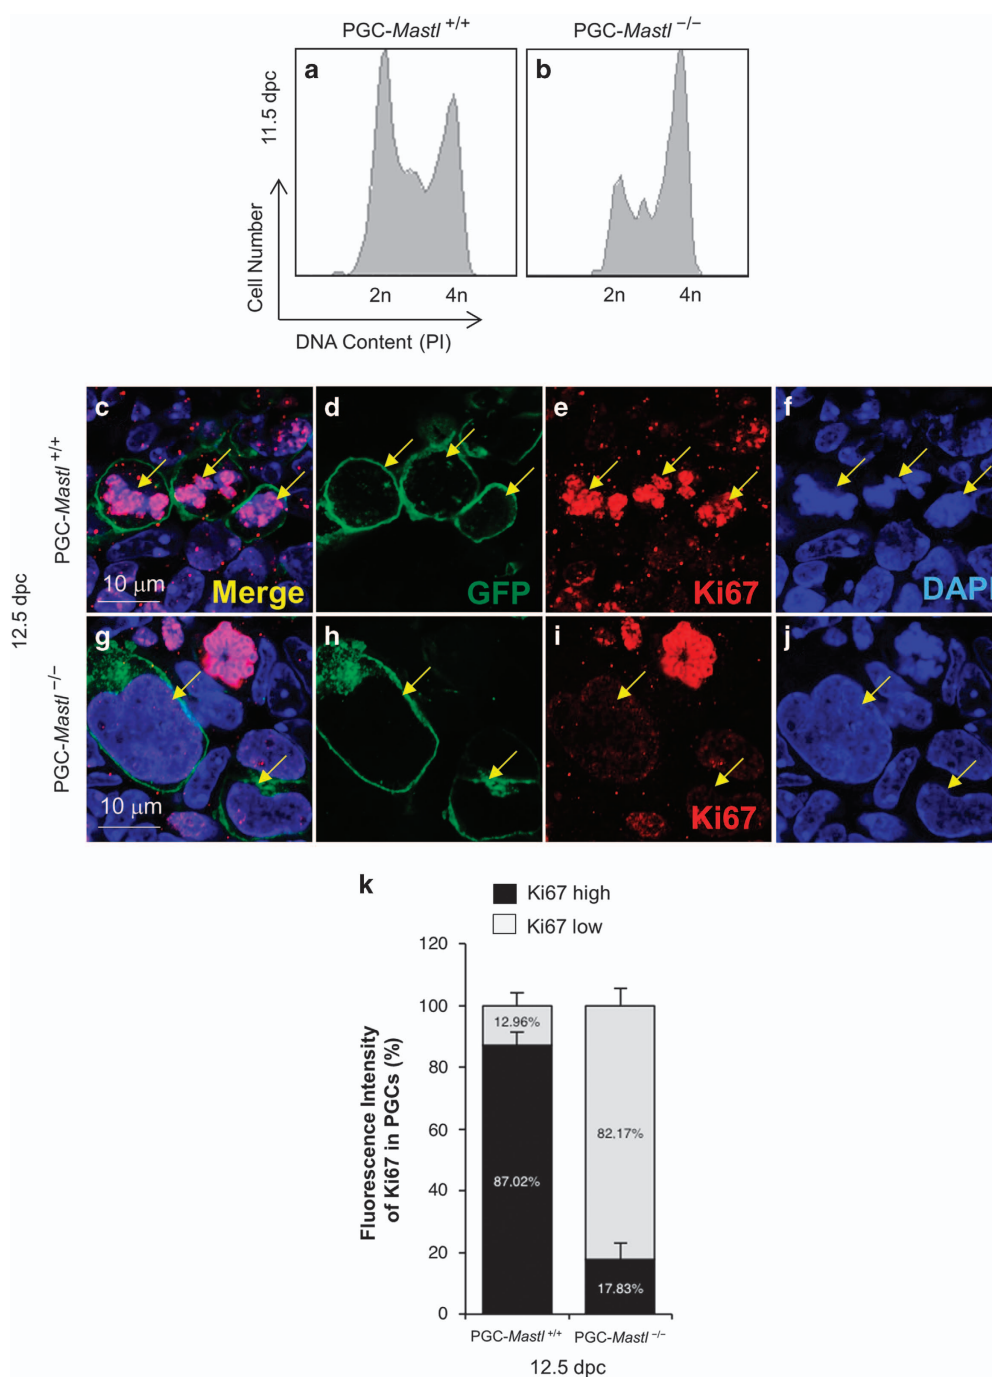 PGC-Mastl +/+
PGC-Mastl −/−
a
b
11.5 dpc
Cell Number
2n
4n
2n
4n
DNA Content (PI)
PGC-Mastl +/+
c
d
e
f
10 μm
Merge
GFP
Ki67
DAPI
12.5 dpc
PGC-Mastl −/−
g
h
i
j
10 μm
Ki67
k
Ki67 high
Ki67 low
Fluorescence Intensity
of Ki67 in PGCs (%)
120
100
80
60
40
20
0
12.96%
87.02%
82.17%
17.83%
PGC-Mastl +/+
PGC-Mastl −/−
12.5 dpc